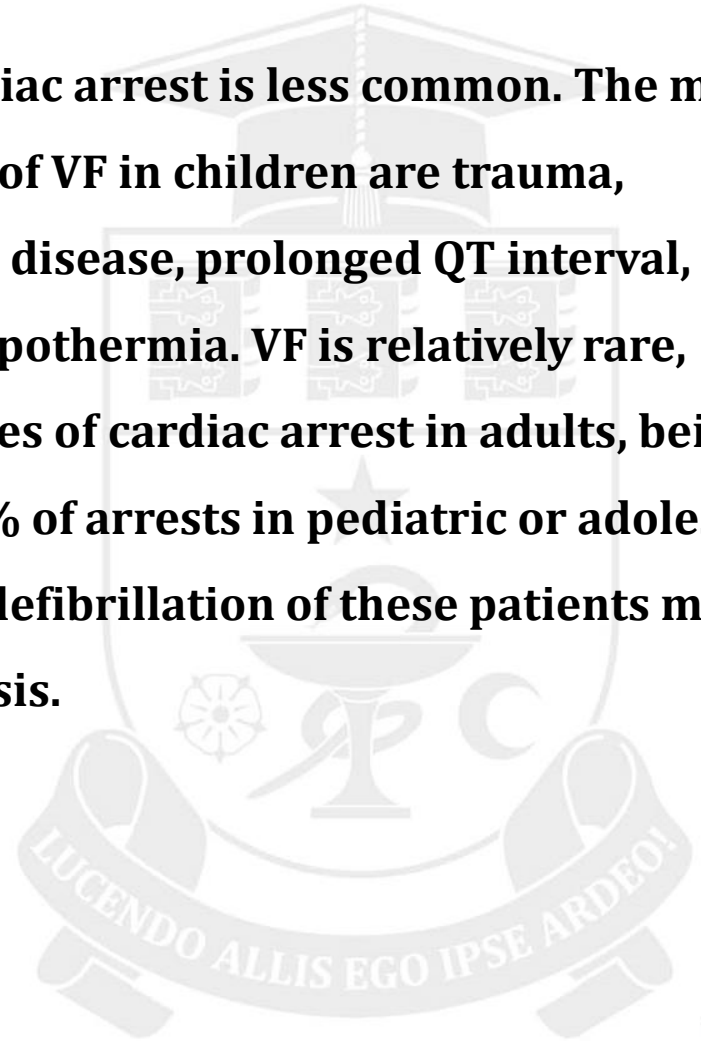 iac arrest is less common. The m
of VF in children are trauma,
disease, prolonged QT interval,
pothermia. VF is relatively rare,
es of cardiac arrest in adults, bei
% of arrests in pediatric or adole
defibrillation of these patients m
sis.
LUCENDO ALLIS EGO IPSE ARDEO!